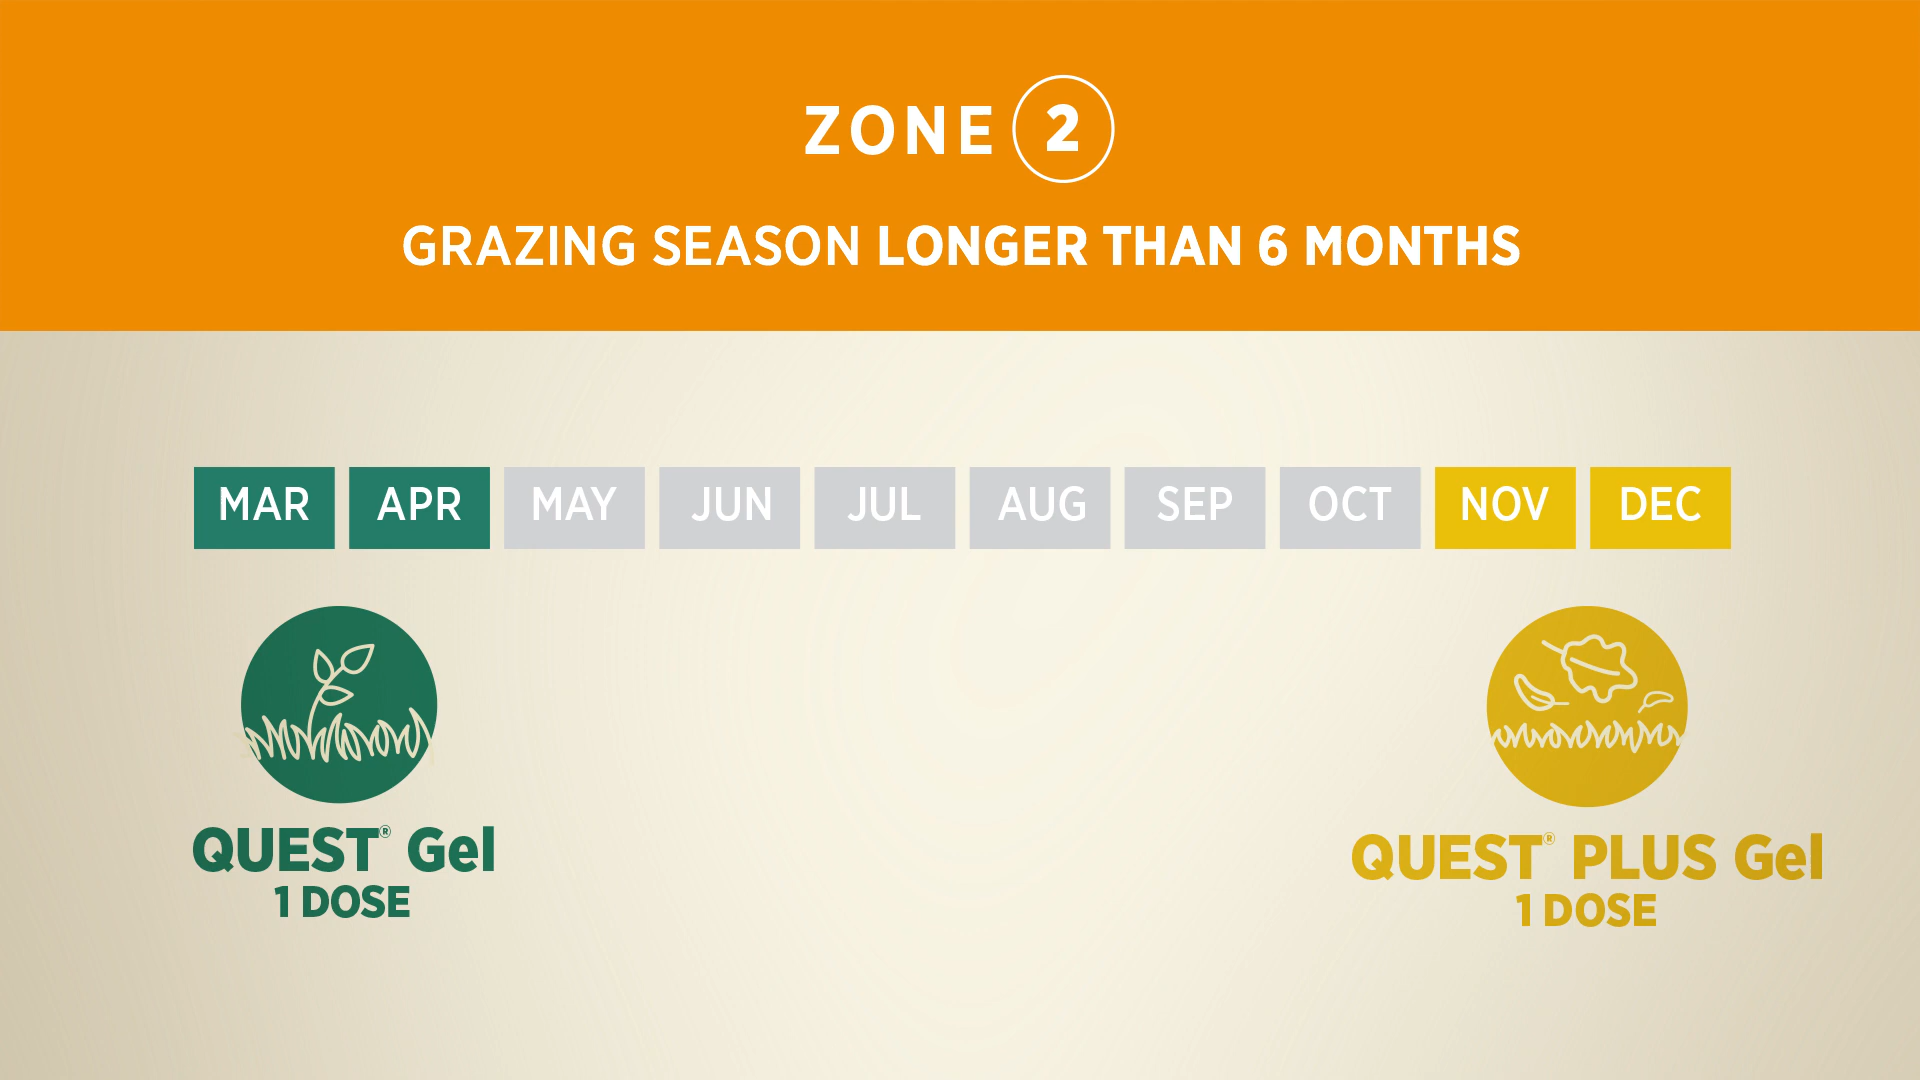 ZONE 2
GRAZING SEASON LONGER THAN 6 MONTHS
MAR APR MAY JUN JUL AUG SEP OCT NOV DEC
QUEST® Gel
1 DOSE
QUEST® PLUS Gel
1 DOSE